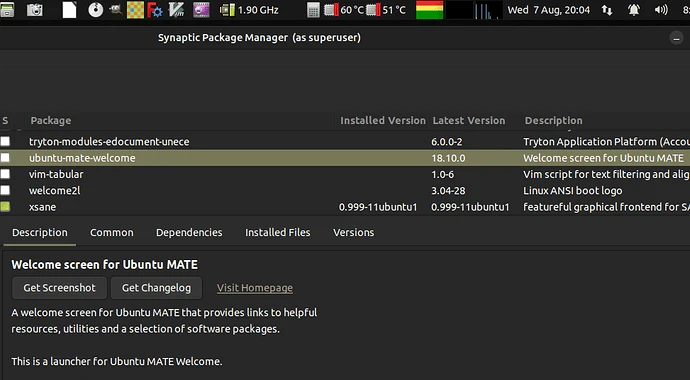 1.90 GHz 60 °C 51 °C Wed 7 Aug, 20:04
Synaptic Package Manager (as superuser)
S Package Installed Version Latest Version Description
tryton-modules-edocument-unece 6.0.0-2 Tryton Application Platform (Accou
ubuntu-mate-welcome 18.10.0 Welcome screen for Ubuntu MATE
vim-tabular 1.0-6 Vim script for text filtering and alig
welcome2l 3.04-28 Linux ANSI boot logo
xsane 0.999-11ubuntu1 0.999-11ubuntu1 featureful graphical frontend for SA
Description Common Dependencies Installed Files Versions
Welcome screen for Ubuntu MATE
Get Screenshot Get Changelog Visit Homepage
A welcome screen for Ubuntu MATE that provides links to helpful
resources, utilities and a selection of software packages.
This is a launcher for Ubuntu MATE Welcome.